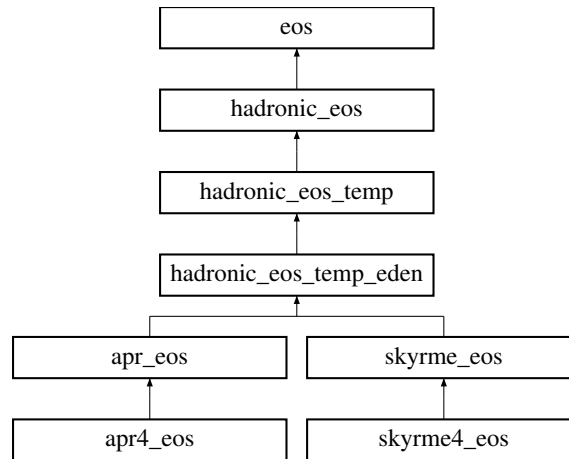 eos
hadronic_eos
hadronic_eos_temp
hadronic_eos_temp_eden
apr_eos
skyrme_eos
apr4_eos
skyrme4_eos